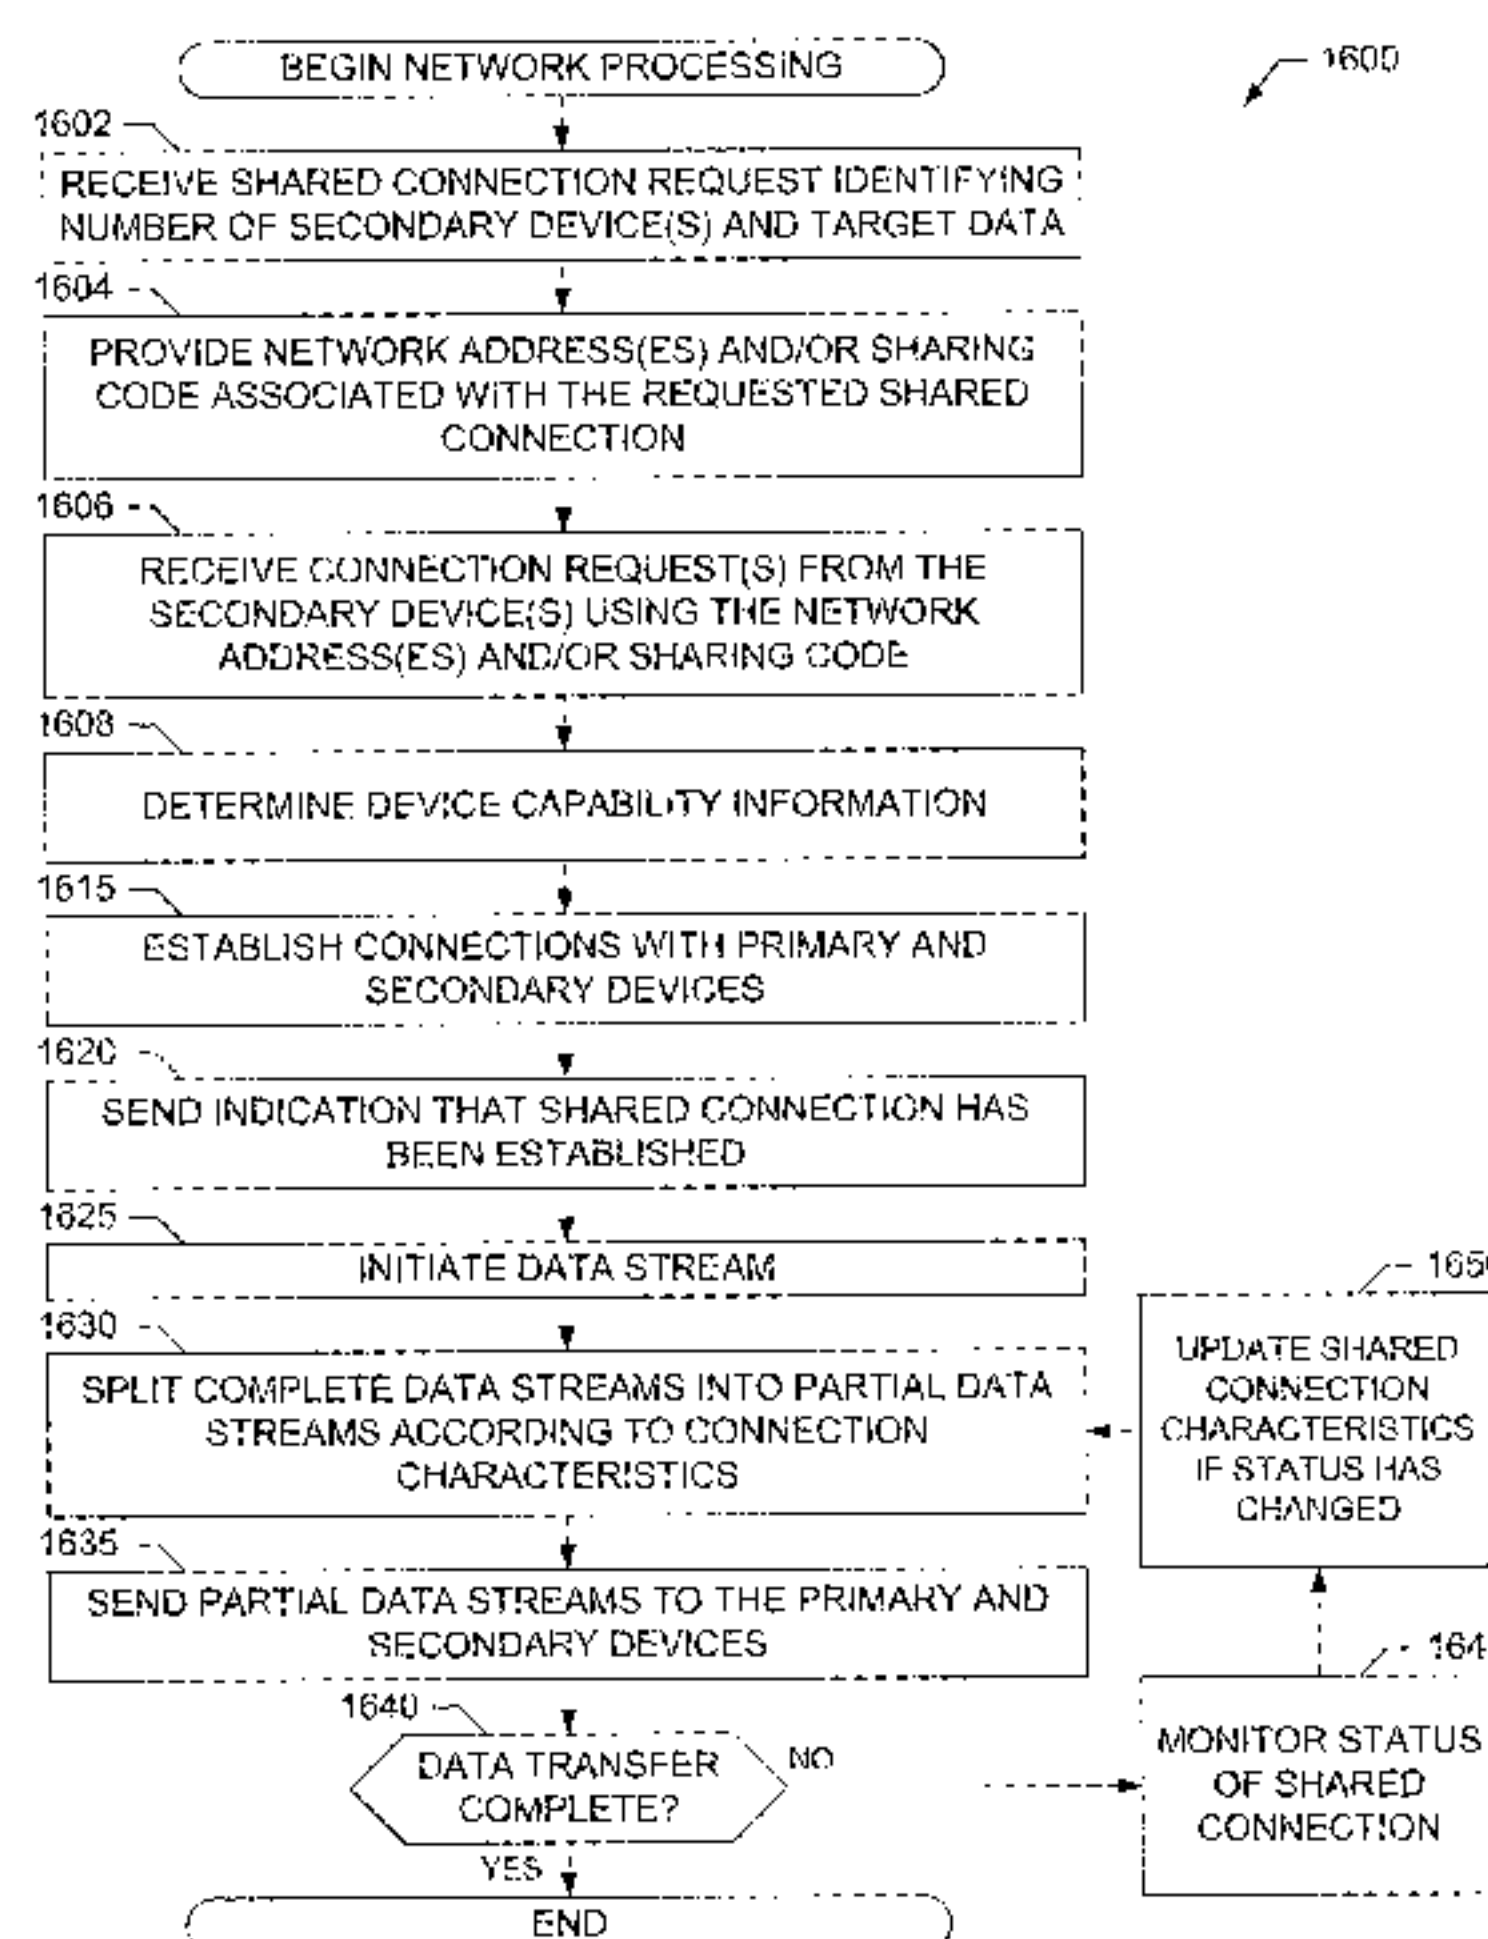 BEGIN NETWORK PROCESSING
1600
1602
RECEIVE SHARED CONNECTION REQUEST IDENTIFYING
NUMBER OF SECONDARY DEVICE(S) AND TARGET DATA
1604
PROVIDE NETWORK ADDRESS(ES) AND/OR SHARING
CODE ASSOCIATED WITH THE REQUESTED SHARED
CONNECTION
1606
RECEIVE CONNECTION REQUEST(S) FROM THE
SECONDARY DEVICE(S) USING THE NETWORK
ADDRESS(ES) AND/OR SHARING CODE
1608
DETERMINE DEVICE CAPABILITY INFORMATION
1615
ESTABLISH CONNECTIONS WITH PRIMARY AND
SECONDARY DEVICES
1620
SEND INDICATION THAT SHARED CONNECTION HAS
BEEN ESTABLISHED
1625
INITIATE DATA STREAM
1630
SPLIT COMPLETE DATA STREAMS INTO PARTIAL DATA
STREAMS ACCORDING TO CONNECTION
CHARACTERISTICS
1635
SEND PARTIAL DATA STREAMS TO THE PRIMARY AND
SECONDARY DEVICES
1640
DATA TRANSFER
COMPLETE?
NO
YES
END
1650
UPDATE SHARED
CONNECTION
CHARACTERISTICS
IF STATUS HAS
CHANGED
164
MONITOR STATUS
OF SHARED
CONNECTION